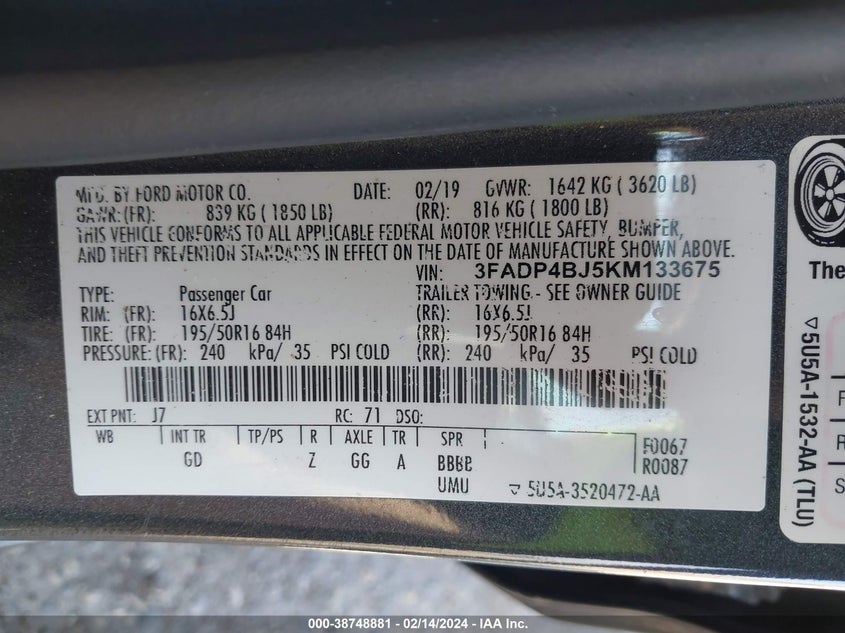 MFD. BY FORD MOTOR CO. DATE: 02/19 GVWR: 1642 KG ( 3620 LB)
GAWR:(FR): 839 KG ( 1850 LB) (RR): 816 KG ( 1800 LB)
THIS VEHICLE CONFORMS TO ALL APPLICABLE FEDERAL MOTOR VEHICLE SAFETY, BUMPER,
AND THEFT PREVENTION STANDARDS IN EFFECT ON THE DATE OF MANUFACTURE SHOWN ABOVE.
VIN: 3FADP4BJ5KM133675
TYPE: Passenger Car TRAILER TOWING - SEE OWNER GUIDE
RIM: (FR): 16X6.5J (RR): 16X6.5J
TIRE: (FR): 195/50R16 84H (RR): 195/50R16 84H
PRESSURE:(FR): 240 kPa/ 35 PSI COLD (RR): 240 kPa/ 35 PSI COLD
EXT PNT: J7 RC: 71 DSO:
WB INT TR TP/PS R AXLE TR SPR
GD Z GG A BBBB
UMU
F0067
R0087
▽ 5U5A-3520472-AA
The
▽5U5A-1532-AA (TLU)
F
R
S
000-38748881 - 02/14/2024 - IAA Inc.